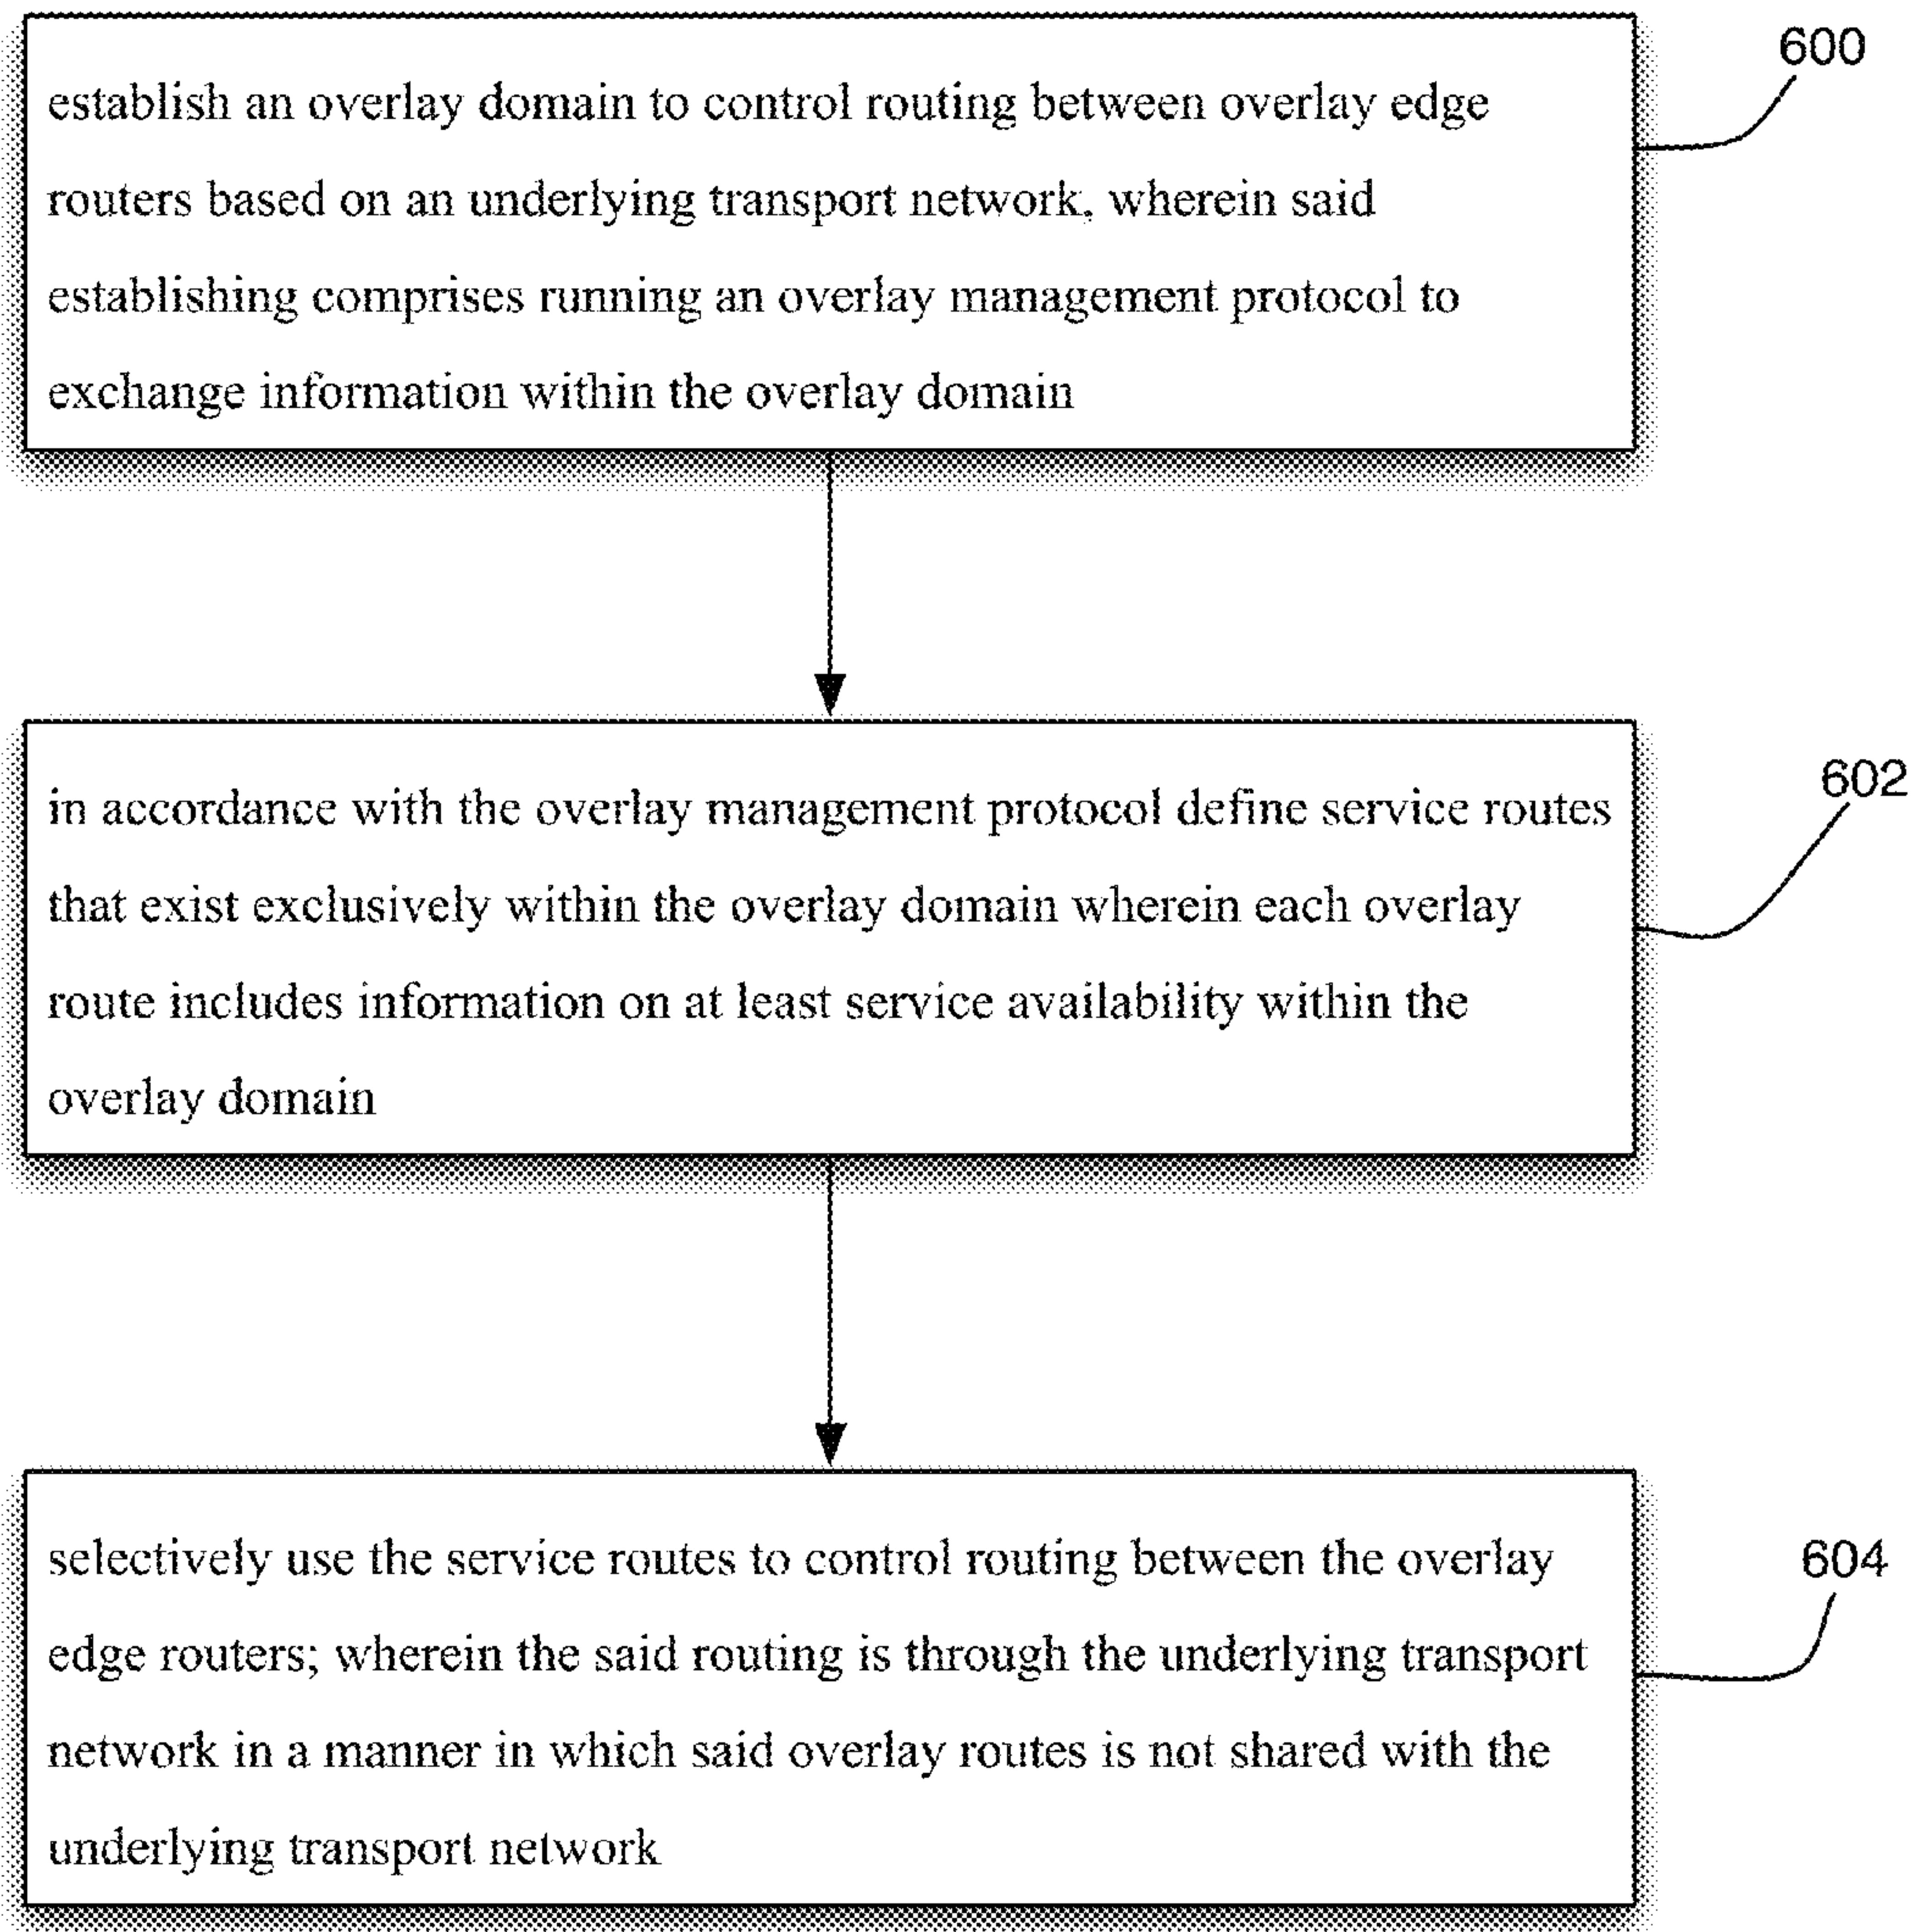 600
establish an overlay domain to control routing between overlay edge
routers based on an underlying transport network, wherein said
establishing comprises running an overlay management protocol to
exchange information within the overlay domain
602
in accordance with the overlay management protocol define service routes
that exist exclusively within the overlay domain wherein each overlay
route includes information on at least service availability within the
overlay domain
604
selectively use the service routes to control routing between the overlay
edge routers; wherein the said routing is through the underlying transport
network in a manner in which said overlay routes is not shared with the
underlying transport network